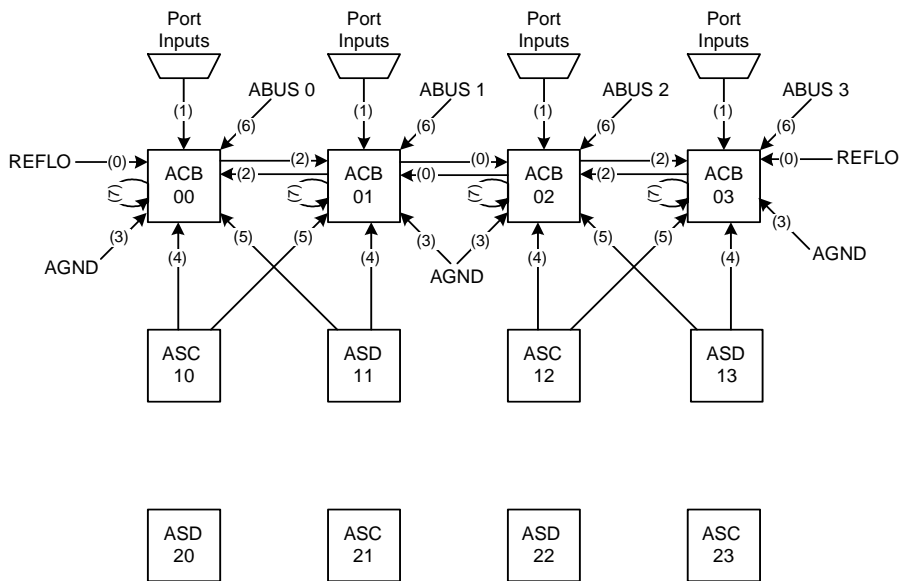 Port
Inputs
Port
Inputs
Port
Inputs
Port
Inputs
ABUS 0
ABUS 1
ABUS 2
ABUS 3
(1)
(1)
(1)
(1)
(6)
(6)
(6)
(6)
REFLO
(0)
ACB
00
(2)
(2)
ACB
01
(0)
(0)
ACB
02
(2)
(2)
ACB
03
(0)
REFLO
(7)
(7)
(7)
(7)
(3)
(5)
(5)
(3)
(3)
(5)
(5)
(3)
AGND
(4)
(4)
AGND
(4)
(4)
AGND
ASC
10
ASD
11
ASC
12
ASD
13
ASD
20
ASC
21
ASD
22
ASC
23